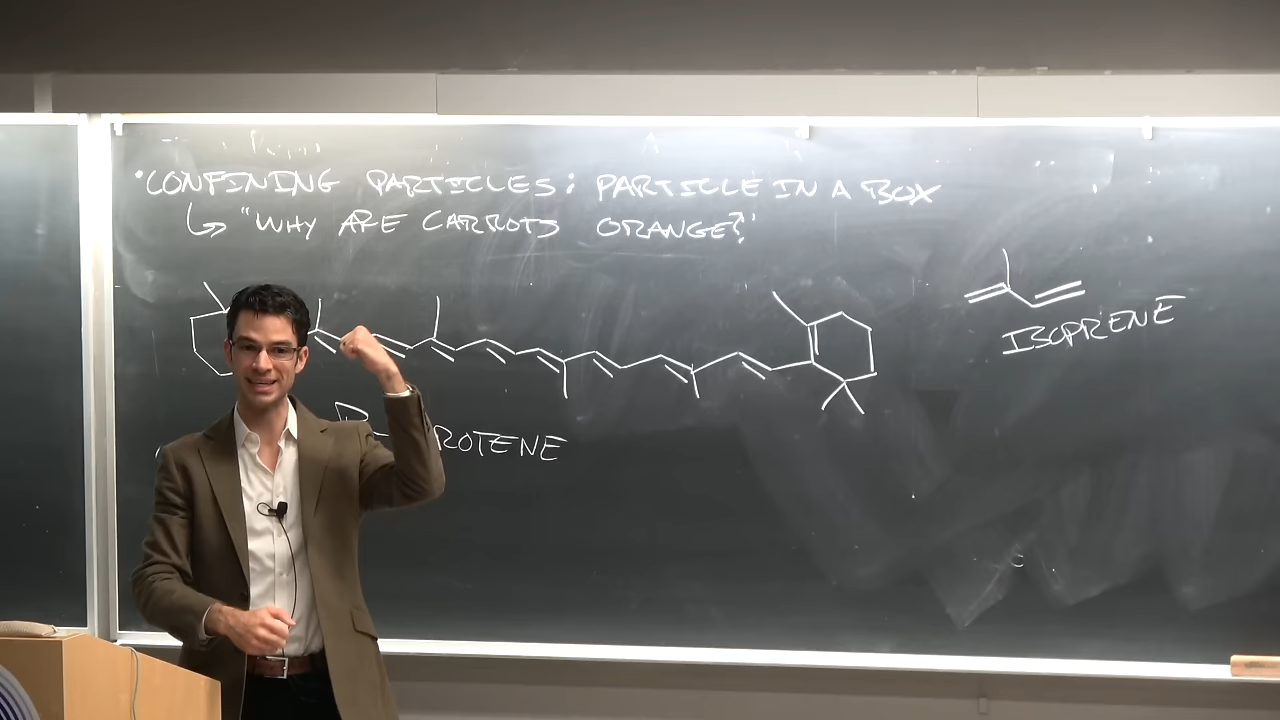 •CONFINING PARTICLES: PARTICLE IN A BOX
↳ "WHY ARE CARROTS ORANGE?"
ISOPRENE
ROTENE